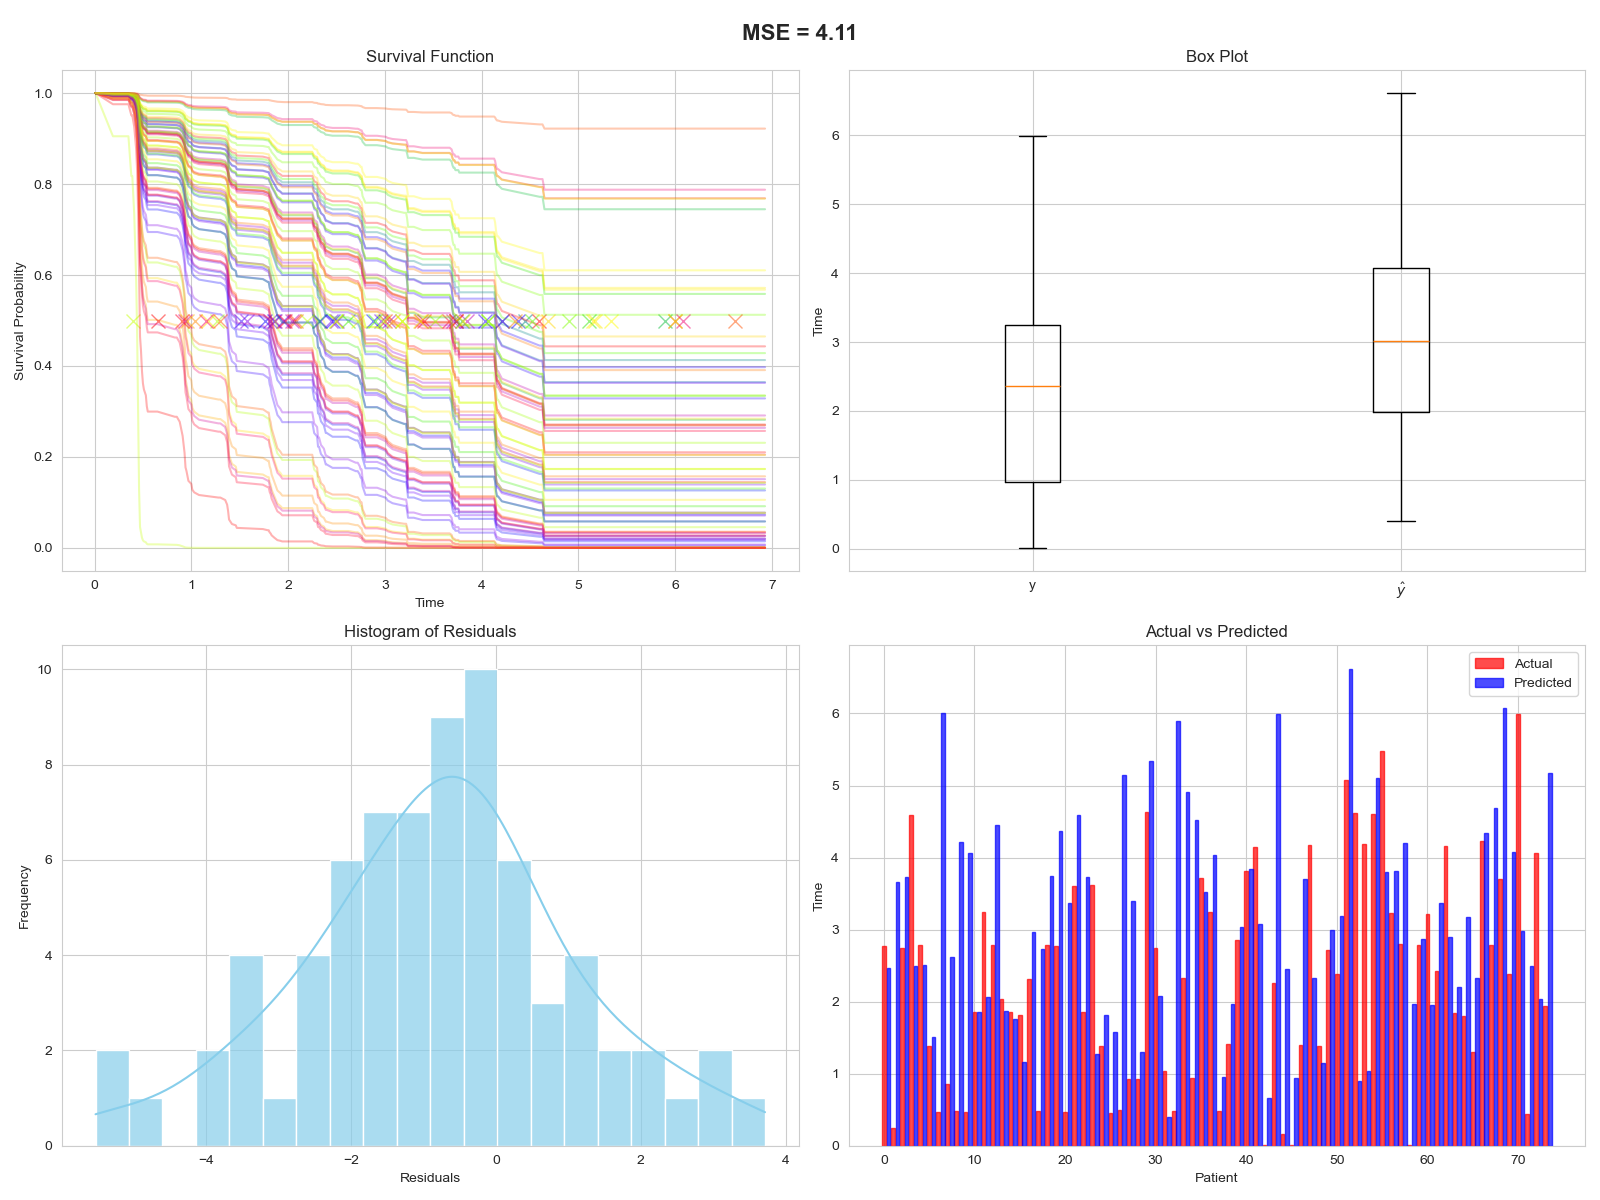 MSE = 4.11
Survival Function
1.0
0.8
0.6
0.4
0.2
0.0
Survival Probability
0 1 2 3 4 5 6 7
Time
Box Plot
6
5
4
3
2
1
0
Time
y ŷ
Histogram of Residuals
10
8
6
4
2
0
Frequency
−4 −2 0 2 4
Residuals
Actual vs Predicted
Actual
Predicted
6
5
4
3
2
1
0
Time
0 10 20 30 40 50 60 70
Patient